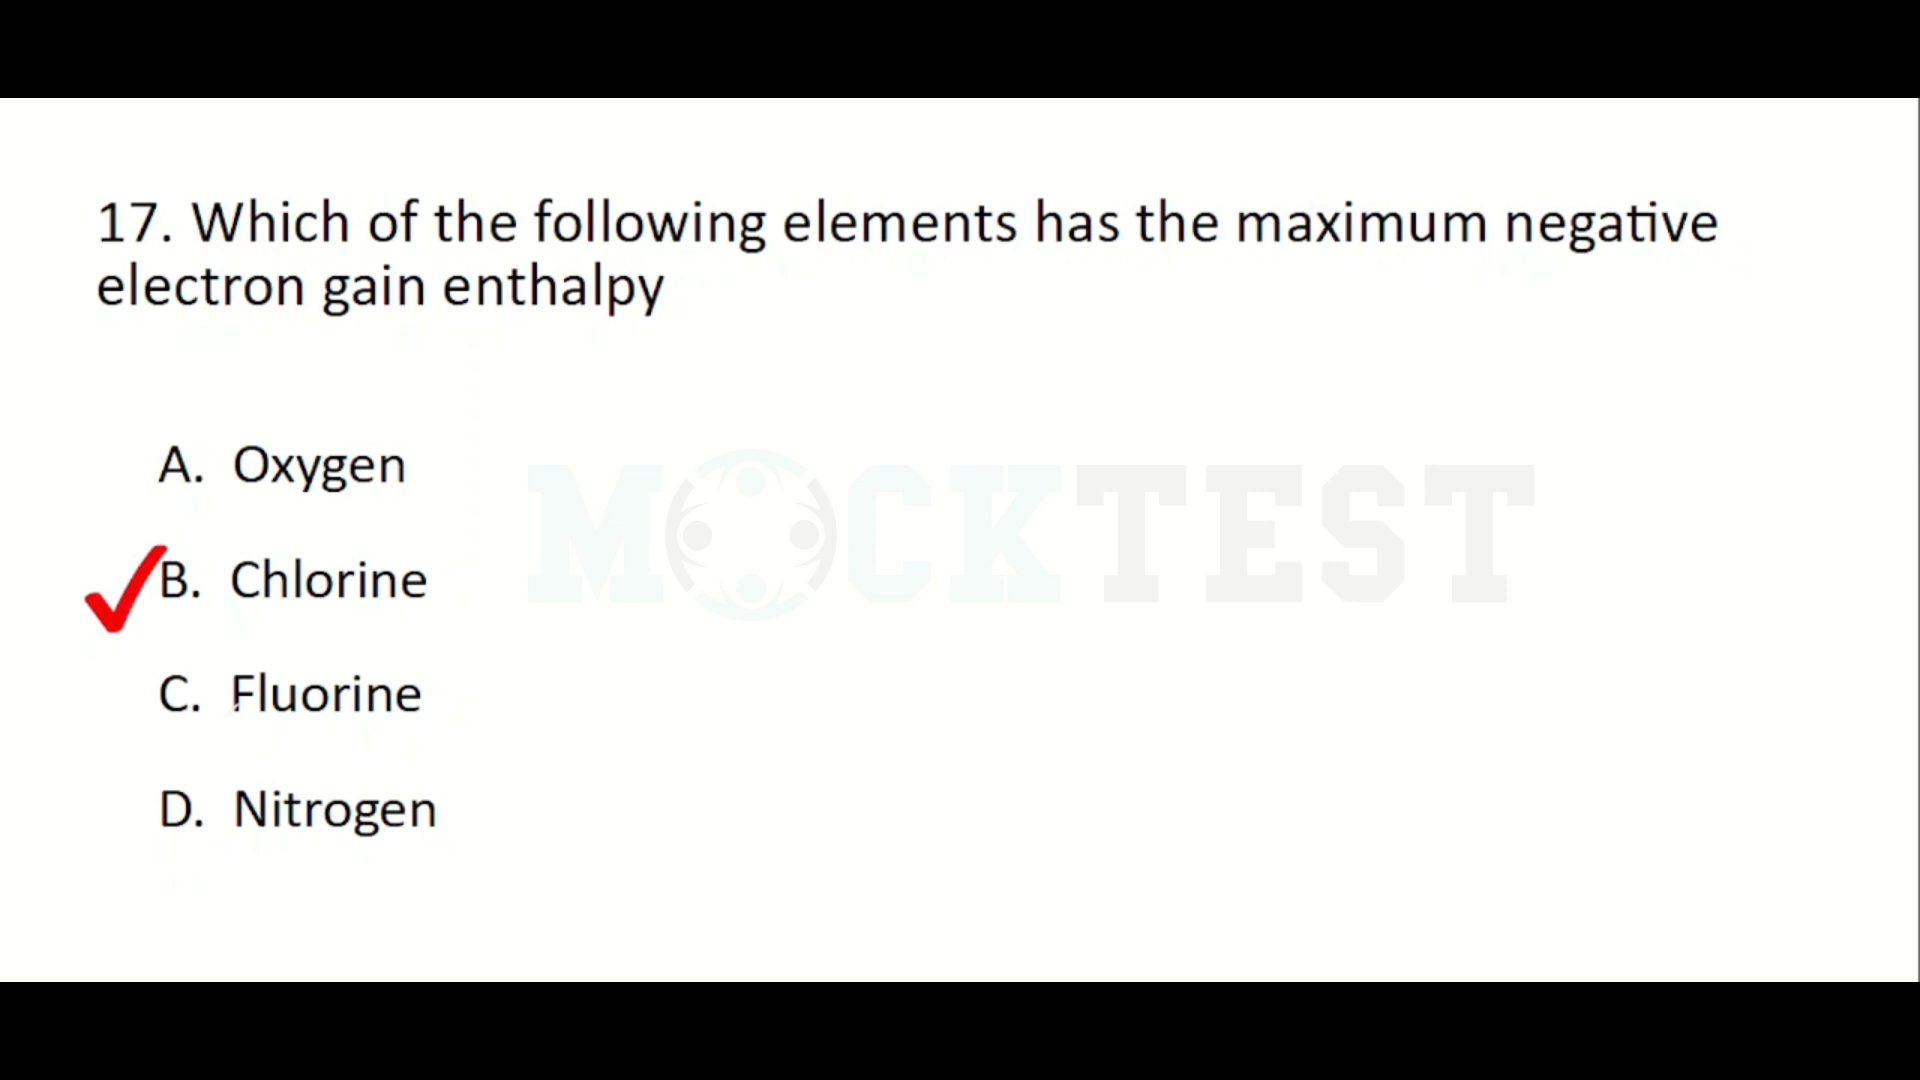 17. Which of the following elements has the maximum negative
electron gain enthalpy
A. Oxygen
MOCKTEST
B. Chlorine
C. Fluorine
D. Nitrogen